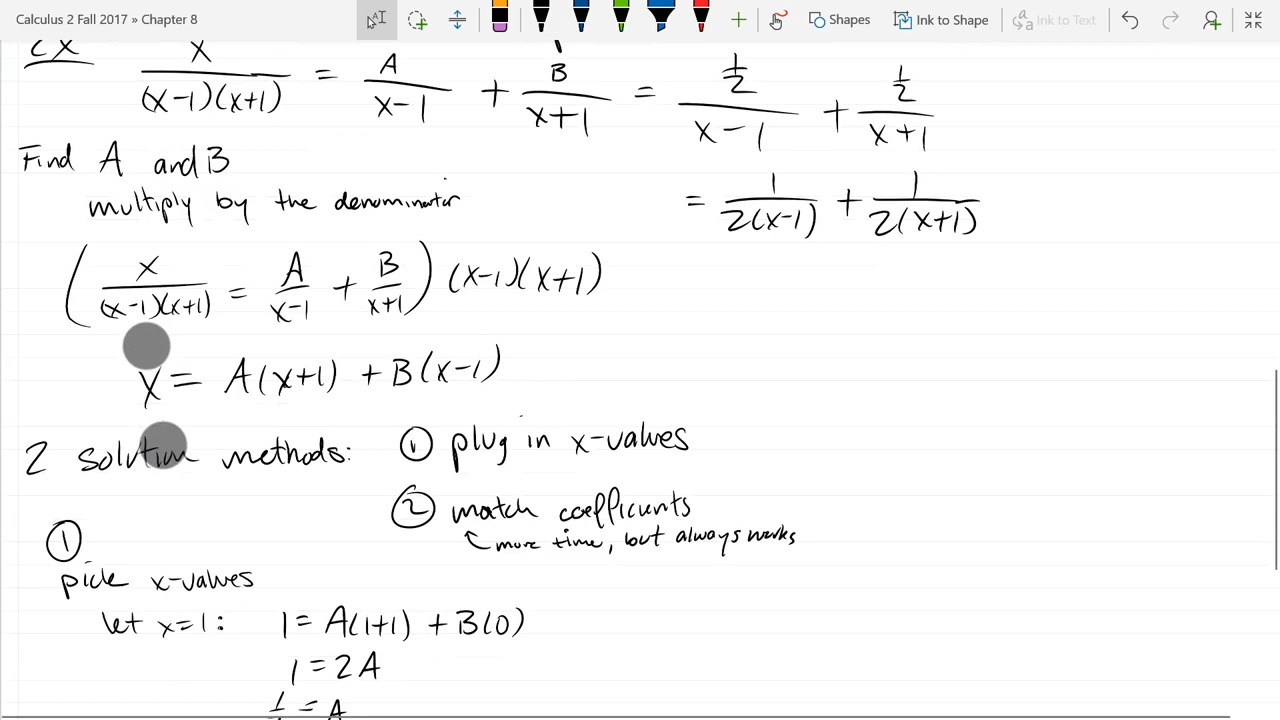 Calculus 2 Fall 2017 » Chapter 8
Shapes Ink to Shape Ink to Text
ex x/((x-1)(x+1)) = A/(x-1) + B/(x+1) = (1/2)/(x-1) + (1/2)/(x+1)
Find A and B
multiply by the denominator
= 1/(2(x-1)) + 1/(2(x+1))
(x/((x-1)(x+1)) = A/(x-1) + B/(x+1)) (x-1)(x+1)
x = A(x+1) + B(x-1)
2 solution methods: ① plug in x-values
② match coefficients
↖ more time, but always works
①
pick x-values
let x=1: 1 = A(1+1) + B(0)
1 = 2A
1/2 = A